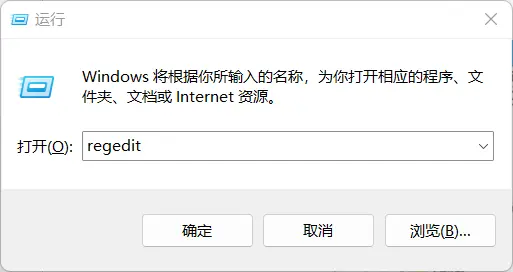 运行
Windows 将根据你所输入的名称，为你打开相应的程序、文
件夹、文档或 Internet 资源。
打开(O): regedit
确定 取消 浏览(B)...